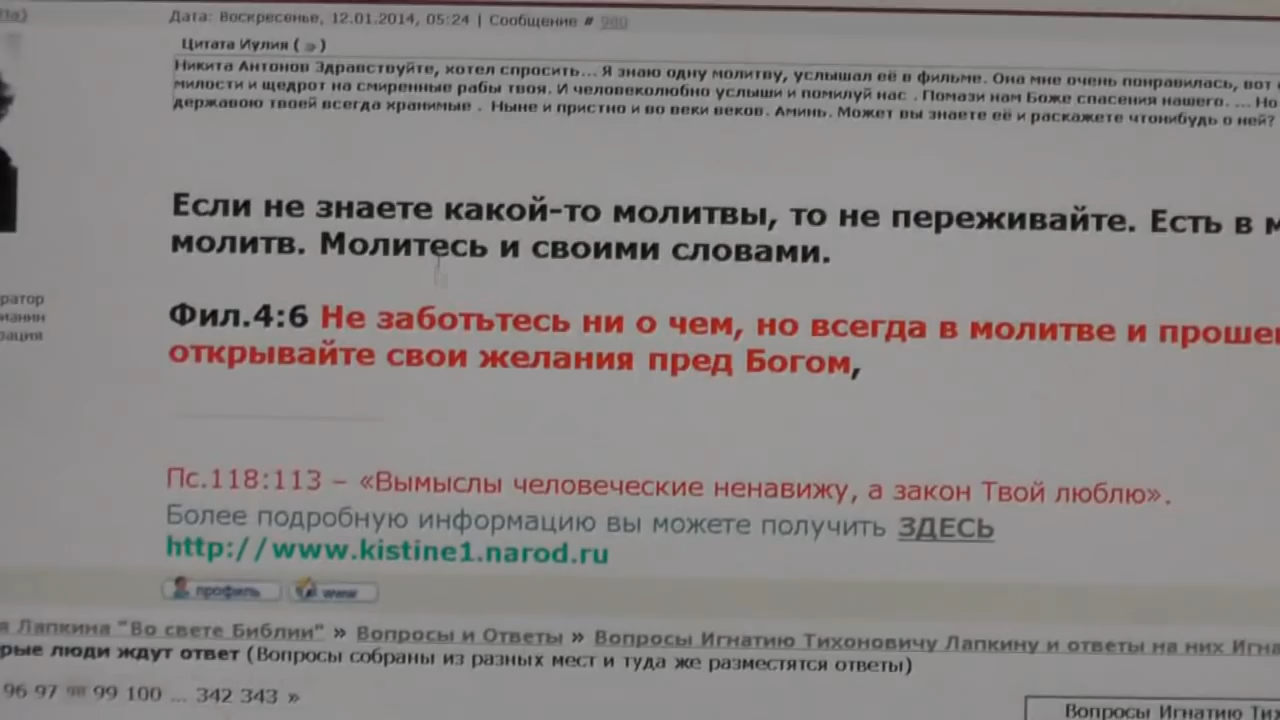 Дата: Воскресенье, 12.01.2014, 05:24 | Сообщение # 980
Цитата Иулия ( )
Никита Антонов Здравствуйте, хотел спросить... Я знаю одну молитву, услышал её в фильме. Она мне очень понравилась, вот
милости и щедрот на смиренные рабы твоя. И человеколюбно услыши и помилуй нас . Помази нам Боже спасения нашего. ... Но
державою твоей всегда хранимые . Ныне и пристно и во веки веков. Аминь. Может вы знаете её и раскажете чтонибудь о ней?
Если не знаете какой-то молитвы, то не переживайте. Есть в м
молитв. Молитесь и своими словами.
Фил.4:6 Не заботьтесь ни о чем, но всегда в молитве и проше
открывайте свои желания пред Богом,
ратор
рация
Пс.118:113 – «Вымыслы человеческие ненавижу, а закон Твой люблю».
Более подробную информацию вы можете получить ЗДЕСЬ
http://www.kistine1.narod.ru
профиль www
я Лапкина "Во свете Библии" » Вопросы и Ответы » Вопросы Игнатию Тихоновичу Лапкину и ответы на них Игна
рые люди ждут ответ (Вопросы собраны из разных мест и туда же разместятся ответы)
96 97 98 99 100 ... 342 343 »
Вопросы Игнатию Тих